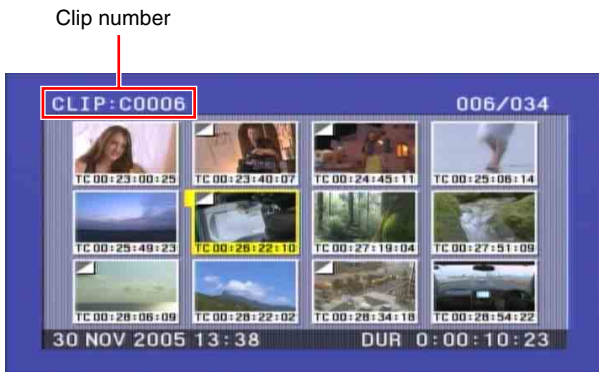 Clip number
CLIP:C0006 006/034
TC 00:23:00:25 TC 00:23:40:07 TC 00:24:45:11 TC 00:25:06:14
TC 00:25:49:23 TC 00:26:22:10 TC 00:27:19:04 TC 00:27:51:09
TC 00:28:06:09 TC 00:28:22:02 TC 00:28:34:18 TC 00:28:54:22
30 NOV 2005 13:38 DUR 0:00:10:23